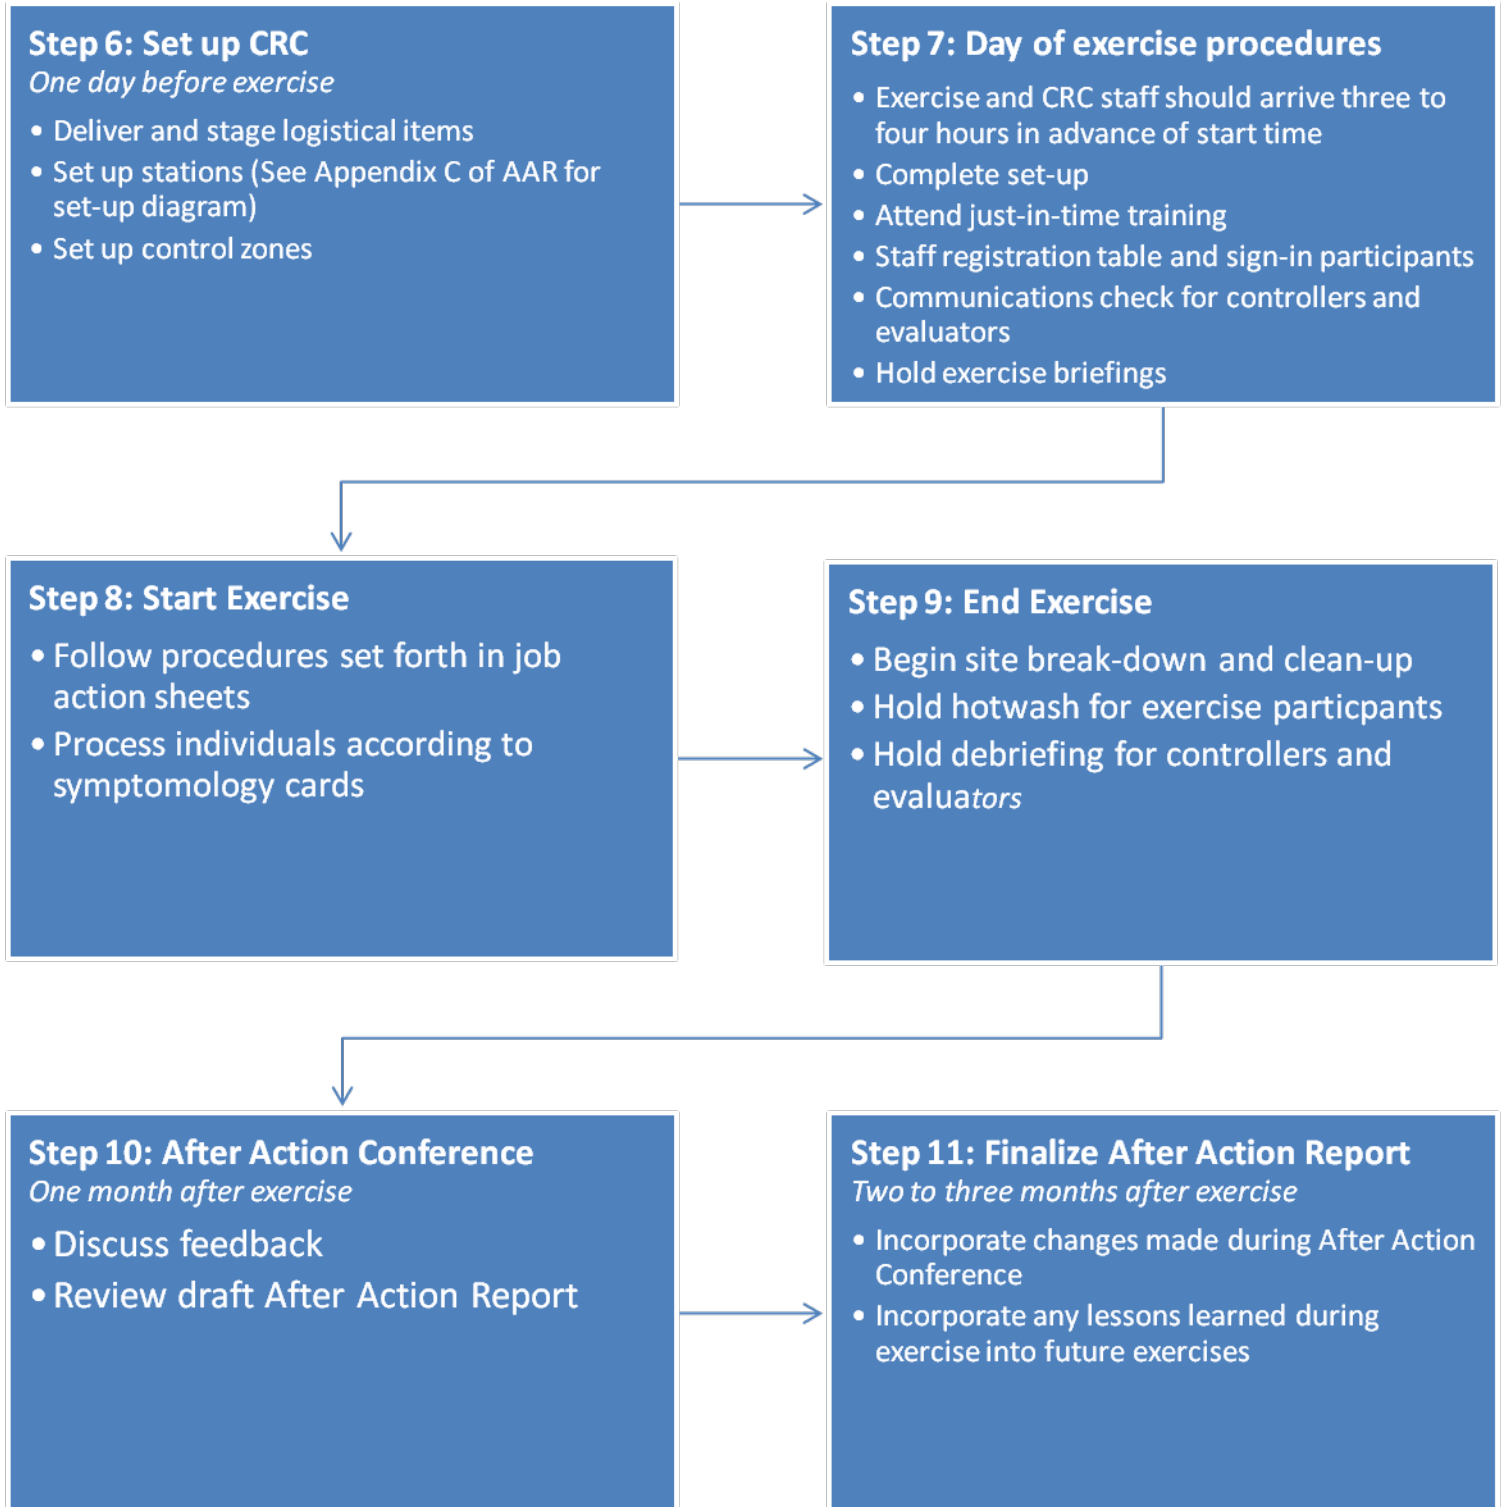 Step 6: Set up CRC
One day before exercise
• Deliver and stage logistical items
• Set up stations (See Appendix C of AAR for
set-up diagram)
• Set up control zones
Step 7: Day of exercise procedures
• Exercise and CRC staff should arrive three to
four hours in advance of start time
• Complete set-up
• Attend just-in-time training
• Staff registration table and sign-in participants
• Communications check for controllers and
evaluators
• Hold exercise briefings
Step 8: Start Exercise
• Follow procedures set forth in job
action sheets
• Process individuals according to
symptomology cards
Step 9: End Exercise
• Begin site break-down and clean-up
• Hold hotwash for exercise particpants
• Hold debriefing for controllers and
evaluators
Step 10: After Action Conference
One month after exercise
• Discuss feedback
• Review draft After Action Report
Step 11: Finalize After Action Report
Two to three months after exercise
• Incorporate changes made during After Action
Conference
• Incorporate any lessons learned during
exercise into future exercises